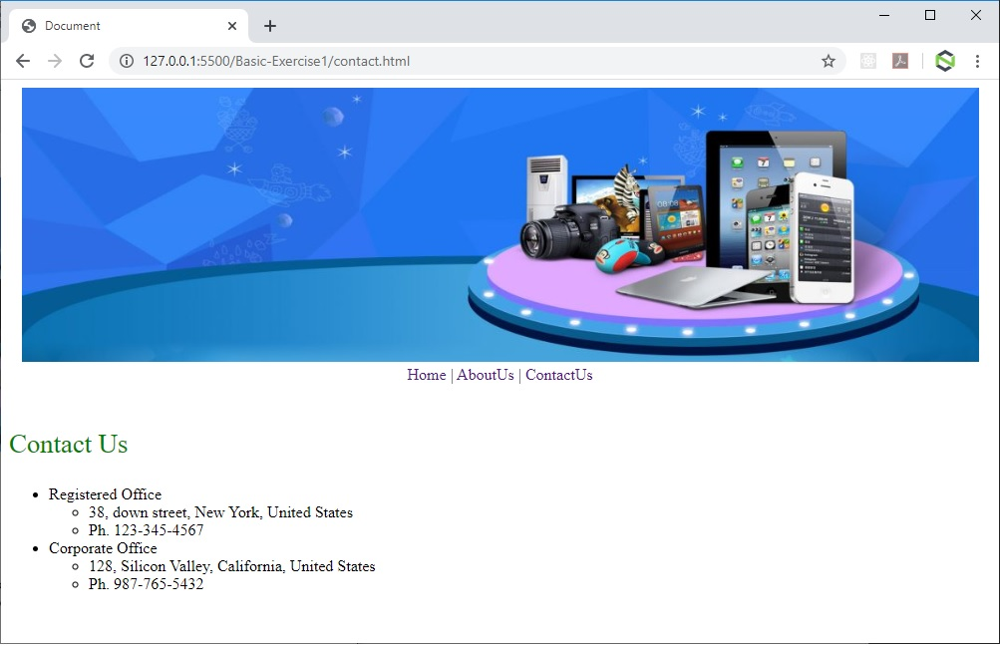 Document
127.0.0.1:5500/Basic-Exercise1/contact.html
08:08
Home | AboutUs | ContactUs
Contact Us
Registered Office
38, down street, New York, United States
Ph. 123-345-4567
Corporate Office
128, Silicon Valley, California, United States
Ph. 987-765-5432